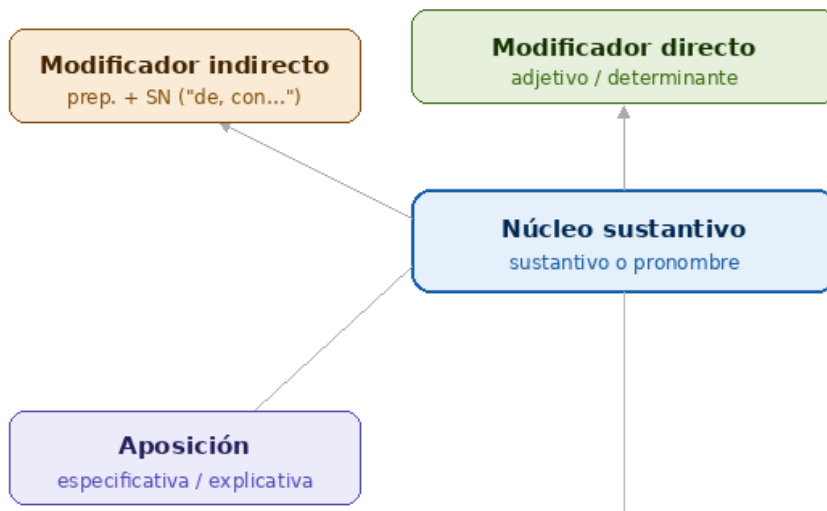 Modificador indirecto
prep. + SN ("de, con...")
Modificador directo
adjetivo / determinante
Núcleo sustantivo
sustantivo o pronombre
Aposición
especificativa / explicativa